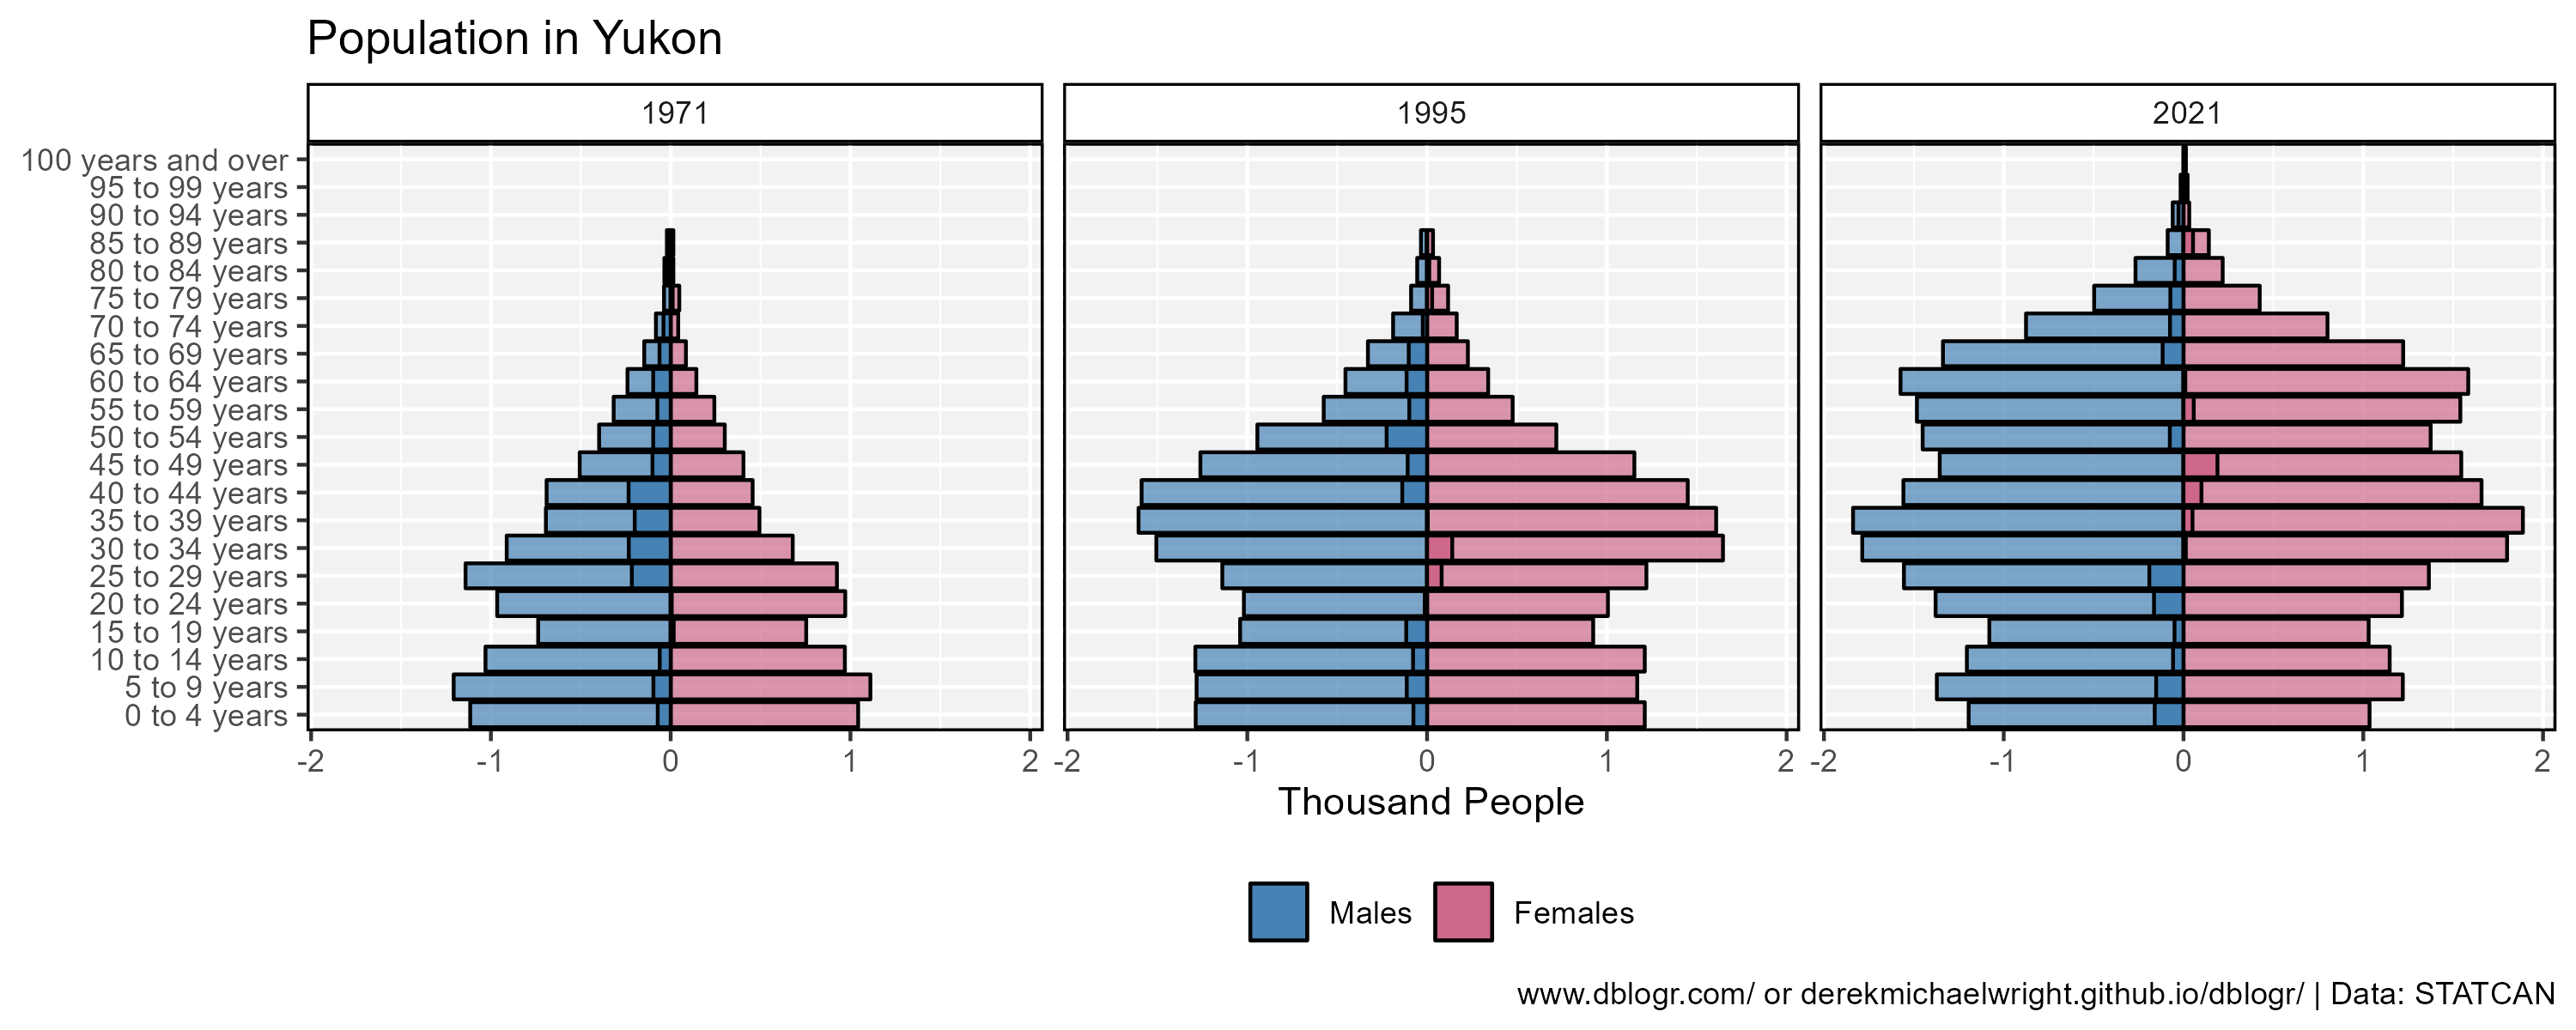 Population in Yukon
1971 1995 2021
100 years and over
95 to 99 years
90 to 94 years
85 to 89 years
80 to 84 years
75 to 79 years
70 to 74 years
65 to 69 years
60 to 64 years
55 to 59 years
50 to 54 years
45 to 49 years
40 to 44 years
35 to 39 years
30 to 34 years
25 to 29 years
20 to 24 years
15 to 19 years
10 to 14 years
5 to 9 years
0 to 4 years
-2 -1 0 1 2 -2 -1 0 1 2 -2 -1 0 1 2
Thousand People
Males Females
www.dblogr.com/ or derekmichaelwright.github.io/dblogr/ | Data: STATCAN